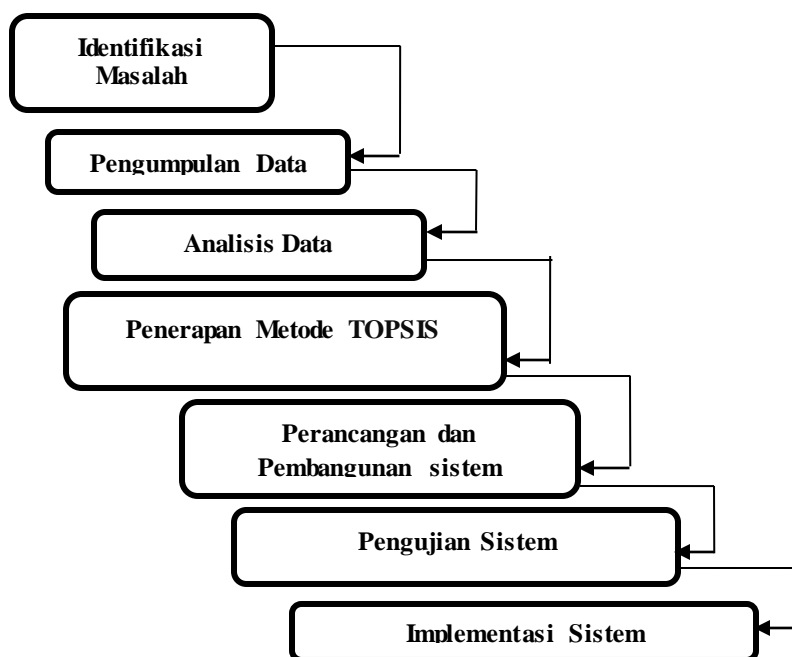 Identifikasi
Masalah
Pengumpulan Data
Analisis Data
Penerapan Metode TOPSIS
Perancangan dan
Pembangunan sistem
Pengujian Sistem
Implementasi Sistem